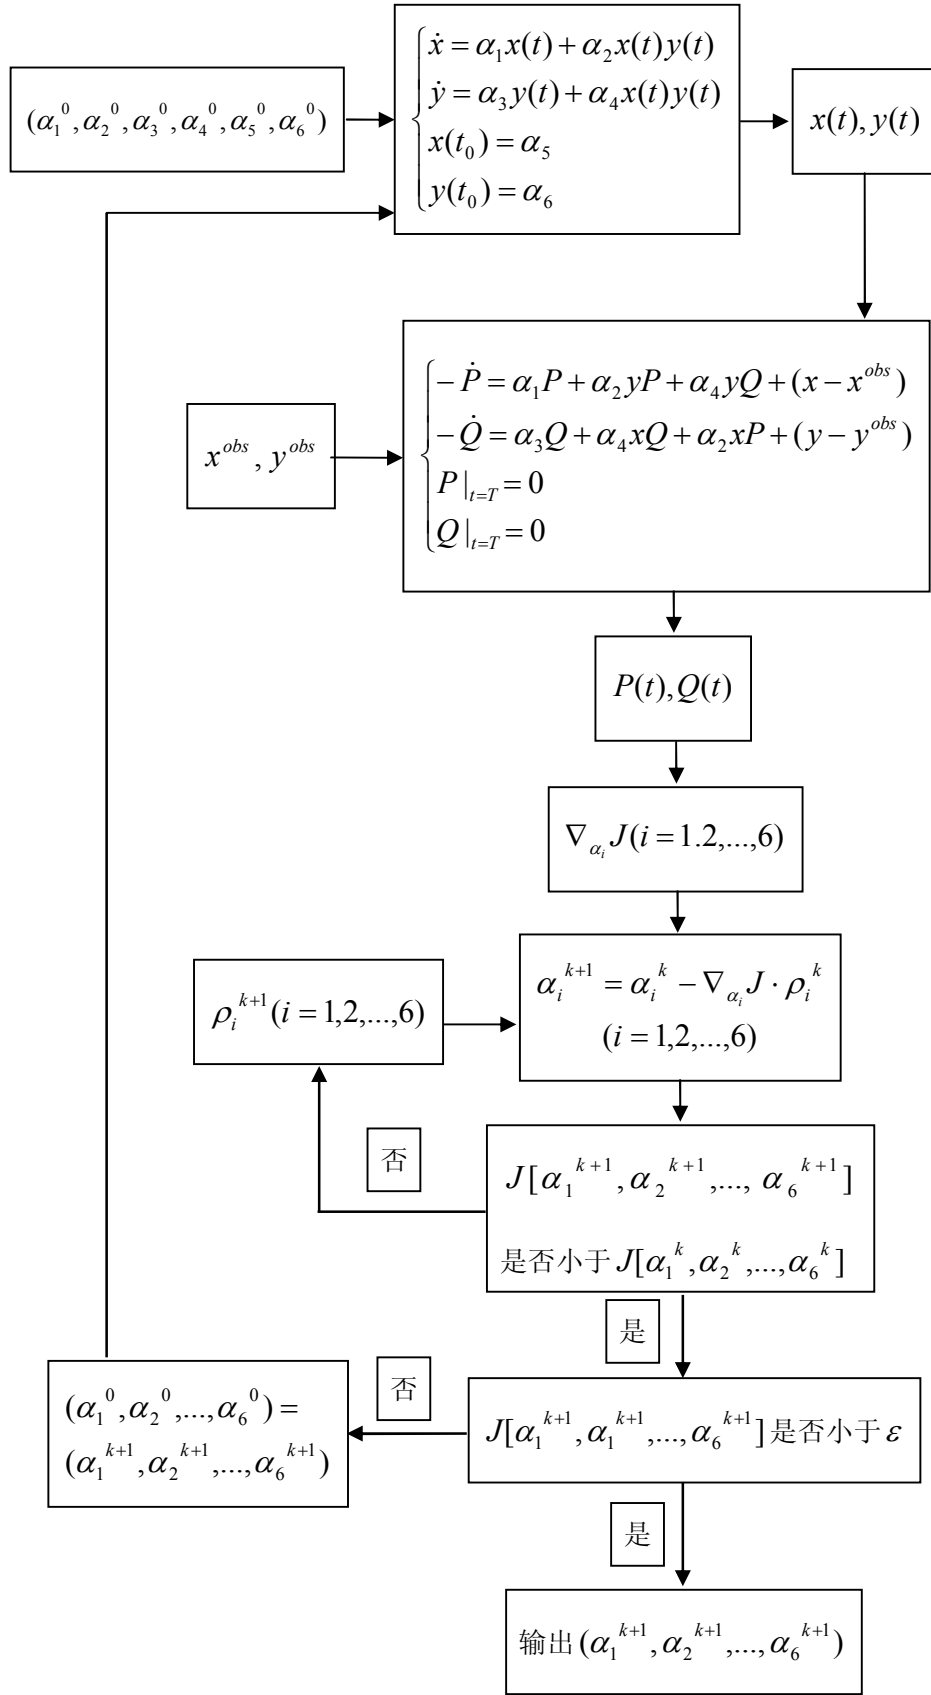 (α₁⁰,α₂⁰,α₃⁰,α₄⁰,α₅⁰,α₆⁰)
ẋ = α₁x(t) + α₂x(t)y(t)
ẏ = α₃y(t) + α₄x(t)y(t)
x(t₀) = α₅
y(t₀) = α₆
x(t), y(t)
x^{obs}, y^{obs}
−Ṗ = α₁P + α₂yP + α₄yQ + (x − x^{obs})
−Q̇ = α₃Q + α₄xQ + α₂xP + (y − y^{obs})
P|_{t=T} = 0
Q|_{t=T} = 0
P(t),Q(t)
∇_{α_i}J(i = 1.2,...,6)
ρ_i^{k+1}(i = 1,2,...,6)
α_i^{k+1} = α_i^k − ∇_{α_i}J · ρ_i^k
(i = 1,2,...,6)
否
J[α₁^{k+1},α₂^{k+1},..., α₆^{k+1}]
是否小于J[α₁^k,α₂^k,...,α₆^k]
是
(α₁⁰,α₂⁰,...,α₆⁰) =
(α₁^{k+1},α₂^{k+1},...,α₆^{k+1})
否
J[α₁^{k+1},α₁^{k+1},...,α₆^{k+1}]是否小于ε
是
输出(α₁^{k+1},α₂^{k+1},...,α₆^{k+1})